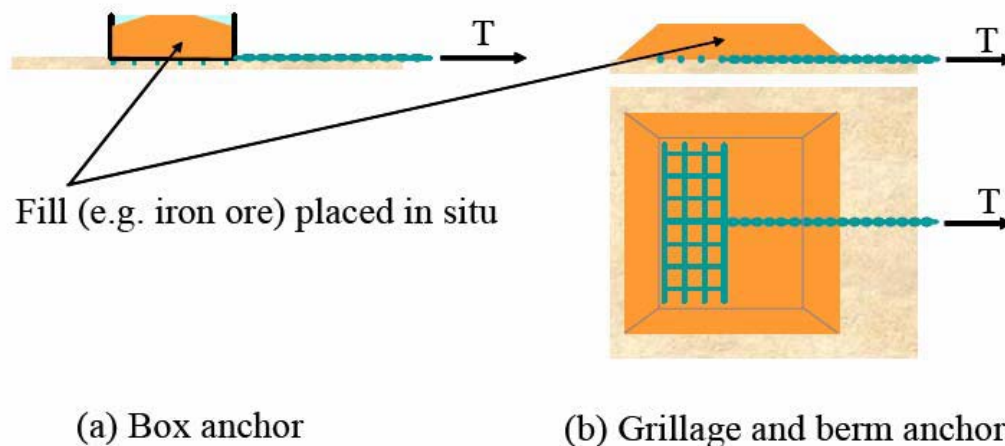 T
T
T
Fill (e.g. iron ore) placed in situ
(a) Box anchor
(b) Grillage and berm anchor